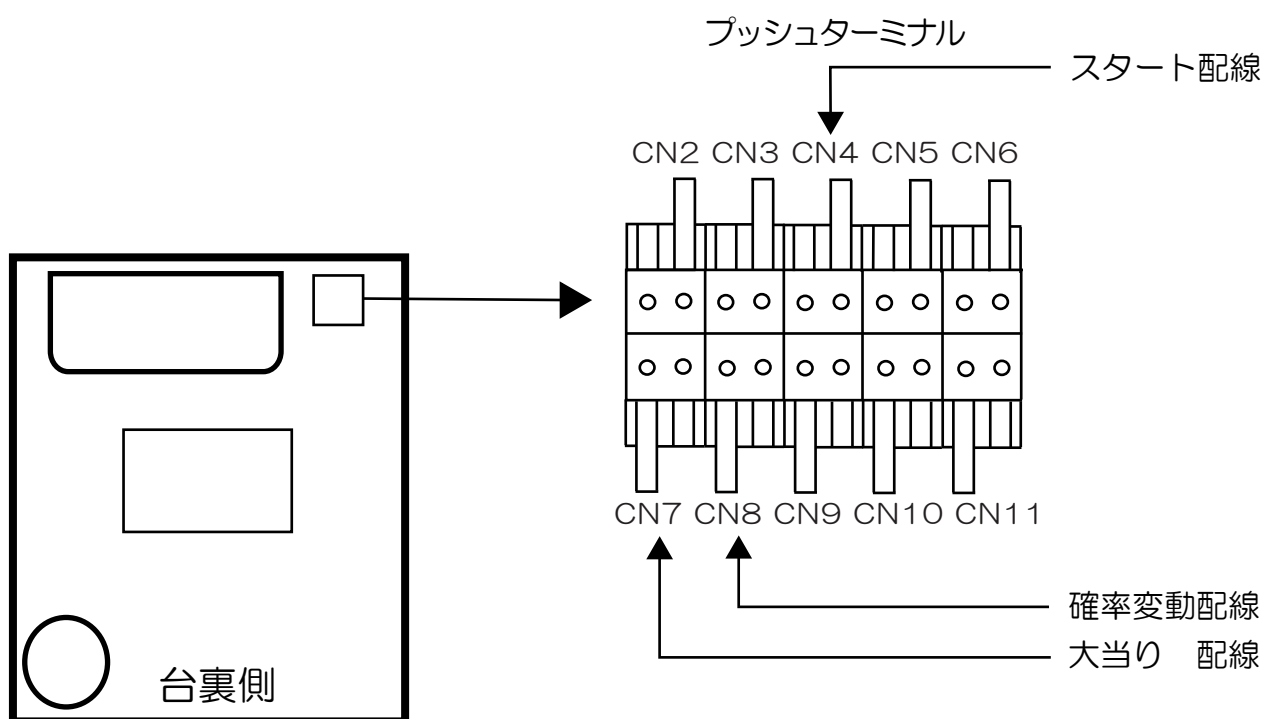 プッシュターミナル
スタート配線
CN2 CN3 CN4 CN5 CN6
CN7 CN8 CN9 CN10 CN11
確率変動配線
大当り　配線
台裏側